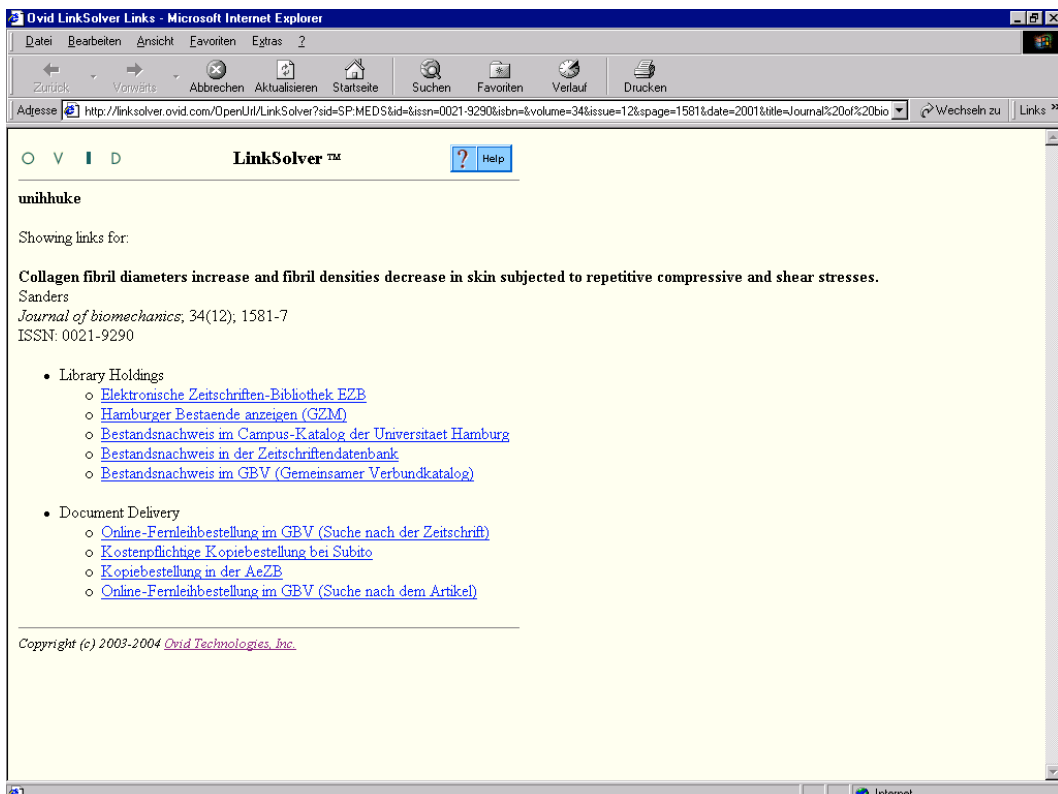 Ovid LinkSolver Links - Microsoft Internet Explorer
Datei Bearbeiten Ansicht Favoriten Extras ?
Zurück Vorwärts Abbrechen Aktualisieren Startseite Suchen Favoriten Verlauf Drucken
Adresse http://linksolver.ovid.com/OpenUrl/LinkSolver?sid=SP:MEDS&id=&issn=0021-9290&isbn=&volume=34&issue=12&spage=1581&date=2001&title=Journal%20of%20bio Wechseln zu Links »
O V I D LinkSolver ™ ? Help
unihhuke
Showing links for:
Collagen fibril diameters increase and fibril densities decrease in skin subjected to repetitive compressive and shear stresses.
Sanders
Journal of biomechanics; 34(12); 1581-7
ISSN: 0021-9290
• Library Holdings
o Elektronische Zeitschriften-Bibliothek EZB
o Hamburger Bestaende anzeigen (GZM)
o Bestandsnachweis im Campus-Katalog der Universitaet Hamburg
o Bestandsnachweis in der Zeitschriftendatenbank
o Bestandsnachweis im GBV (Gemeinsamer Verbundkatalog)
• Document Delivery
o Online-Fernleihbestellung im GBV (Suche nach der Zeitschrift)
o Kostenpflichtige Kopiebestellung bei Subito
o Kopiebestellung in der AeZB
o Online-Fernleihbestellung im GBV (Suche nach dem Artikel)
Copyright (c) 2003-2004 Ovid Technologies, Inc.
Internet